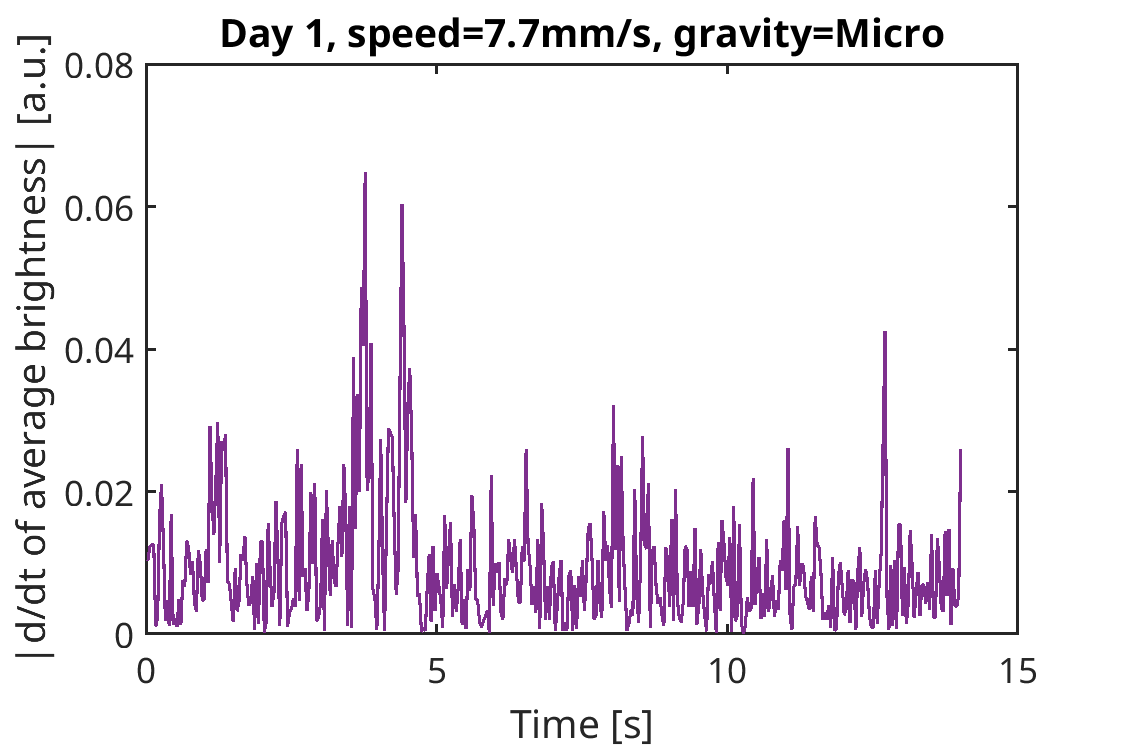 Day 1, speed=7.7mm/s, gravity=Micro
|d/dt of average brightness| [a.u.]
0.08
0.06
0.04
0.02
0
0 5 10 15
Time [s]